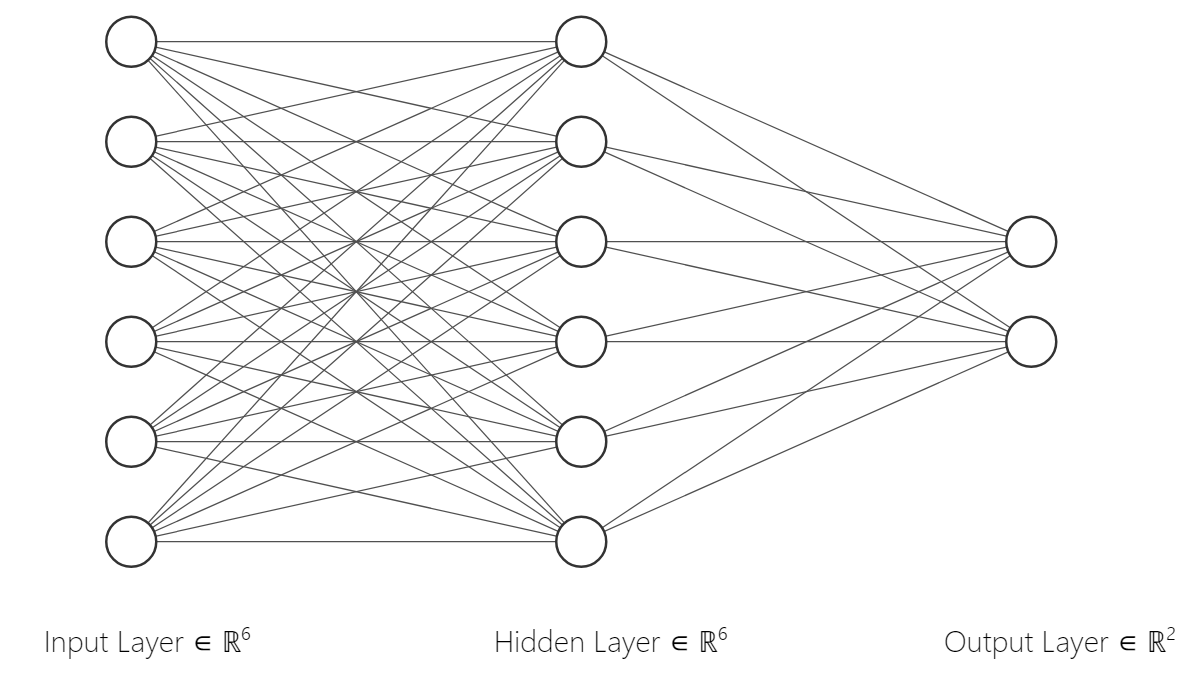 Input Layer ∈ ℝ⁶ Hidden Layer ∈ ℝ⁶ Output Layer ∈ ℝ²